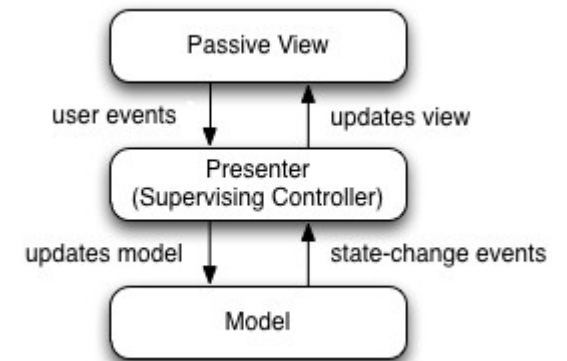 Passive View
user events
updates view
Presenter
(Supervising Controller)
updates model
state-change events
Model